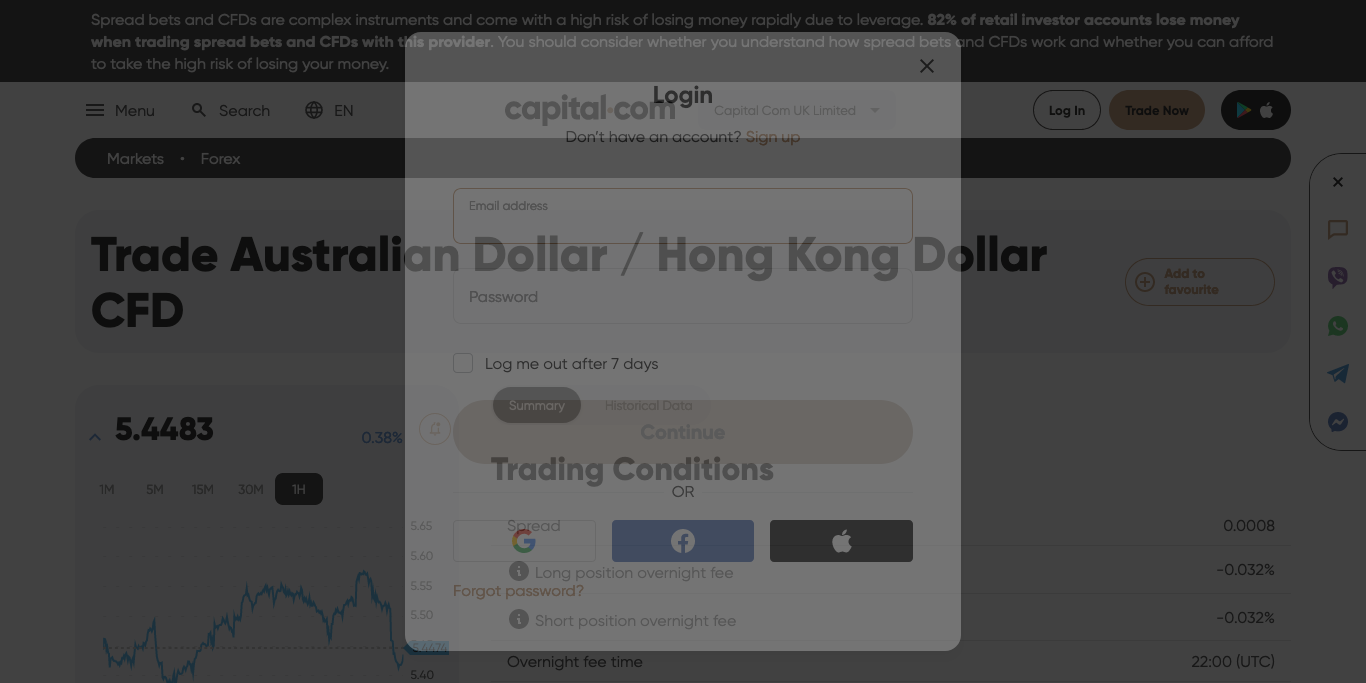 Spread bets and CFDs are complex instruments and come with a high risk of losing money rapidly due to leverage. 82% of retail investor accounts lose money
when trading spread bets and CFDs with this provider. You should consider whether you understand how spread bets and CFDs work and whether you can afford
to take the high risk of losing your money.
Login
Menu
Search
EN
capital.com
Capital Com UK Limited
Log In
Trade Now
Don't have an account? Sign up
Markets • Forex
Email address
Trade Australian Dollar / Hong Kong Dollar
CFD
Add to
favourite
Password
Log me out after 7 days
Summary
Historical Data
5.4483
0.38%
Continue
Trading Conditions
1M
5M
15M
30M
1H
OR
5.65
Spread
0.0008
5.60
Long position overnight fee
-0.032%
5.55
Forgot password?
5.50
Short position overnight fee
-0.032%
Overnight fee time
22:00 (UTC)
5.40